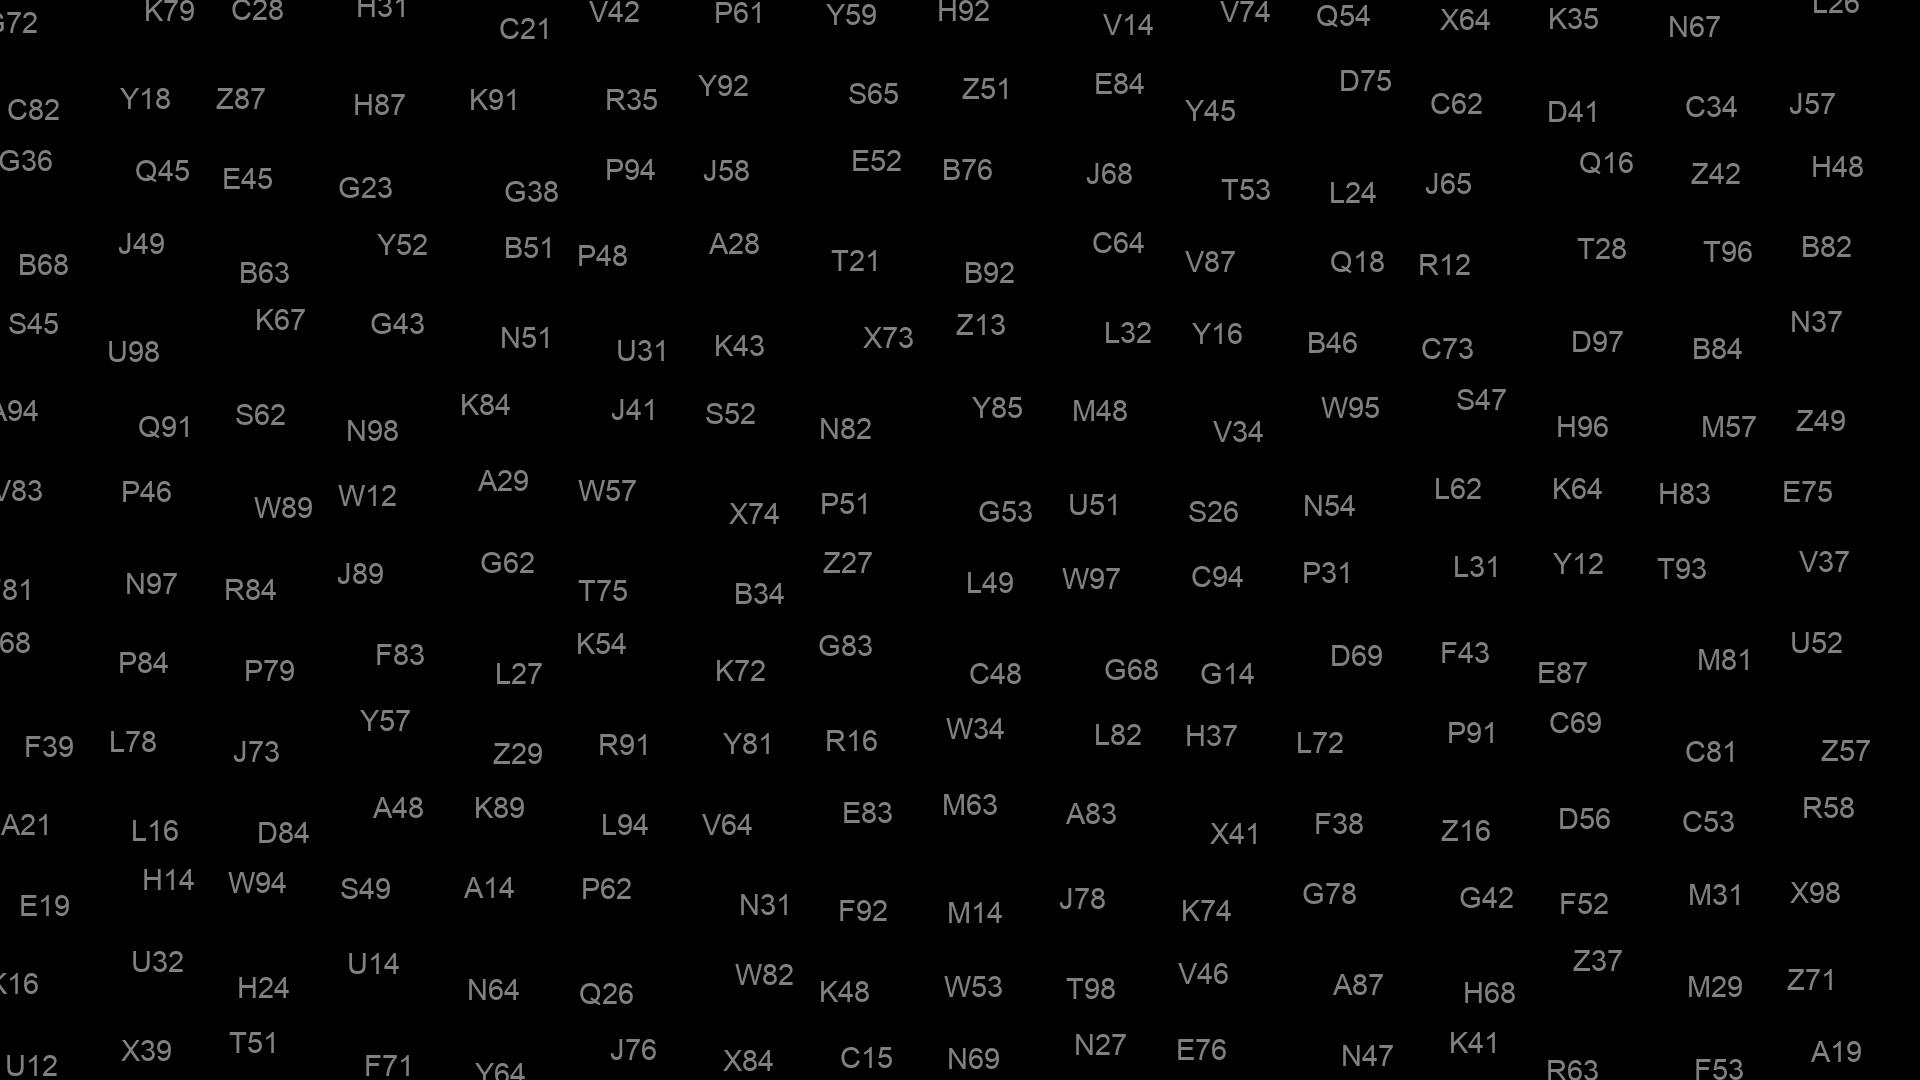 G72 K79 C28 H31 C21 V42 P61 Y59 H92 V14 V74 Q54 X64 K35 N67 L26
C82 Y18 Z87 H87 K91 R35 Y92 S65 Z51 E84 Y45 D75 C62 D41 C34 J57
G36 Q45 E45 G23 G38 P94 J58 E52 B76 J68 T53 L24 J65 Q16 Z42 H48
B68 J49 B63 Y52 B51 P48 A28 T21 B92 C64 V87 Q18 R12 T28 T96 B82
S45 U98 K67 G43 N51 U31 K43 X73 Z13 L32 Y16 B46 C73 D97 B84 N37
A94 Q91 S62 N98 K84 J41 S52 N82 Y85 M48 V34 W95 S47 H96 M57 Z49
V83 P46 W89 W12 A29 W57 X74 P51 G53 U51 S26 N54 L62 K64 H83 E75
81 N97 R84 J89 G62 T75 B34 Z27 L49 W97 C94 P31 L31 Y12 T93 V37
68 P84 P79 F83 L27 K54 K72 G83 C48 G68 G14 D69 F43 E87 M81 U52
F39 L78 J73 Y57 Z29 R91 Y81 R16 W34 L82 H37 L72 P91 C69 C81 Z57
A21 L16 D84 A48 K89 L94 V64 E83 M63 A83 X41 F38 Z16 D56 C53 R58
E19 H14 W94 S49 A14 P62 N31 F92 M14 J78 K74 G78 G42 F52 M31 X98
K16 U32 H24 U14 N64 Q26 W82 K48 W53 T98 V46 A87 H68 Z37 M29 Z71
U12 X39 T51 F71 Y64 J76 X84 C15 N69 N27 E76 N47 K41 R63 F53 A19